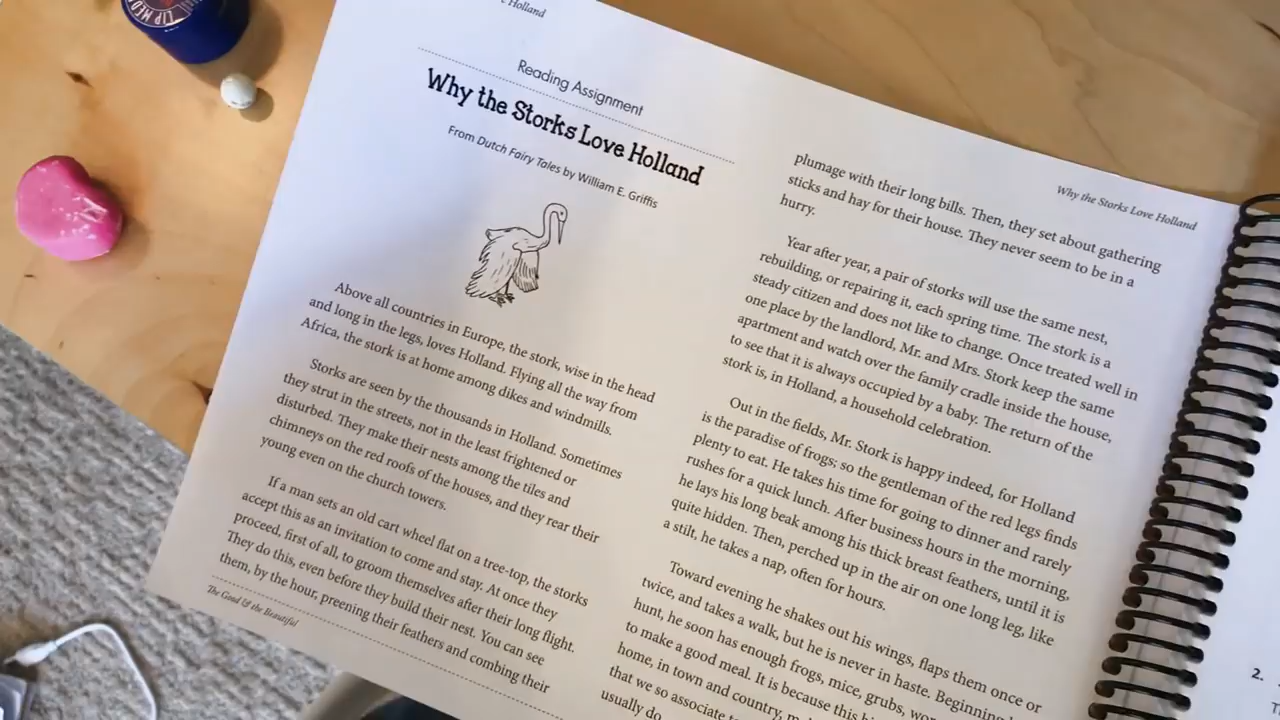 ZIP MED
Holland
Reading Assignment
Why the Storks Love Holland
From Dutch Fairy Tales by William E. Griffis
Above all countries in Europe, the stork, wise in the head
and long in the legs, loves Holland. Flying all the way from
Africa, the stork is at home among dikes and windmills.
Storks are seen by the thousands in Holland. Sometimes
they strut in the streets, not in the least frightened or
disturbed. They make their nests among the tiles and
chimneys on the red roofs of the houses, and they rear their
young even on the church towers.
If a man sets an old cart wheel flat on a tree-top, the storks
accept this as an invitation to come and stay. At once they
proceed, first of all, to groom themselves after their long flight.
They do this, even before they build their nest. You can see
them, by the hour, preening their feathers and combing their
The Good & the Beautiful
Why the Storks Love Holland
plumage with their long bills. Then, they set about gathering
sticks and hay for their house. They never seem to be in a
hurry.
Year after year, a pair of storks will use the same nest,
rebuilding, or repairing it, each spring time. The stork is a
steady citizen and does not like to change. Once treated well in
one place by the landlord, Mr. and Mrs. Stork keep the same
apartment and watch over the family cradle inside the house,
to see that it is always occupied by a baby. The return of the
stork is, in Holland, a household celebration.
Out in the fields, Mr. Stork is happy indeed, for Holland
is the paradise of frogs; so the gentleman of the red legs finds
plenty to eat. He takes his time for going to dinner and rarely
rushes for a quick lunch. After business hours in the morning,
he lays his long beak among his thick breast feathers, until it is
quite hidden. Then, perched up in the air on one long leg, like
a stilt, he takes a nap, often for hours.
Toward evening he shakes out his wings, flaps them once or
twice, and takes a walk, but he is never in haste. Beginning
hunt, he soon has enough frogs, mice, grubs,
to make a good meal. It is because this
home, in town and country,
that we so associate
usually do
2.